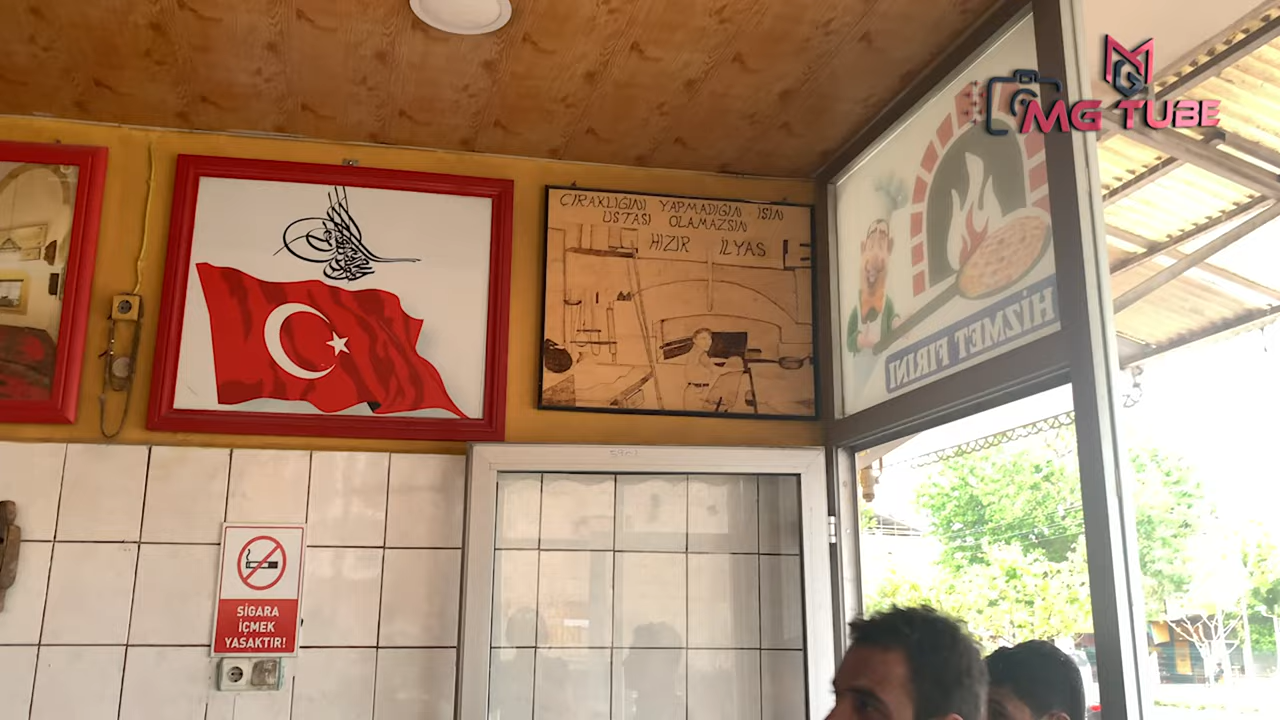 MG TUBE
ÇIRAKLIĞINI YAPMADIĞIN İŞİN
USTASI OLAMAZSIN
HIZIR İLYAS
HİZMET FIRINI
SİGARA
İÇMEK
YASAKTIR!